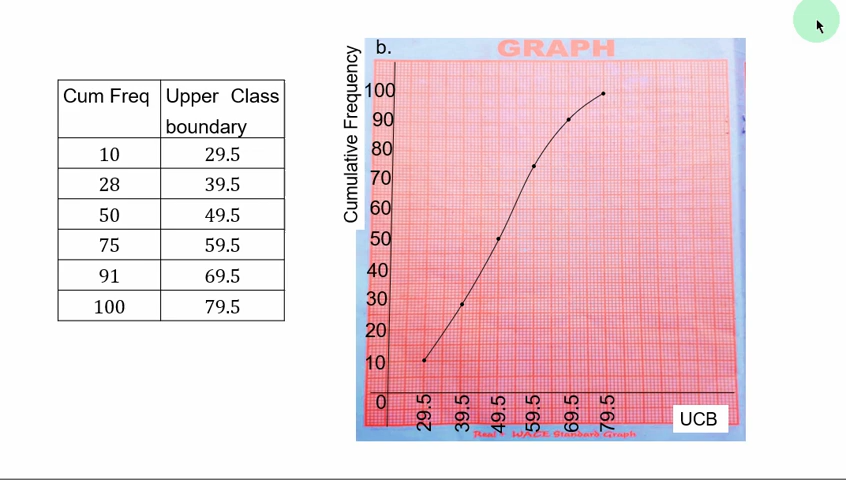 Cum Freq Upper Class
boundary
10 29.5
28 39.5
50 49.5
75 59.5
91 69.5
100 79.5
b.
GRAPH
Cumulative Frequency
100
90
80
70
60
50
40
30
20
10
0
29.5 39.5 49.5 59.5 69.5 79.5
UCB
WACE Standard Graph